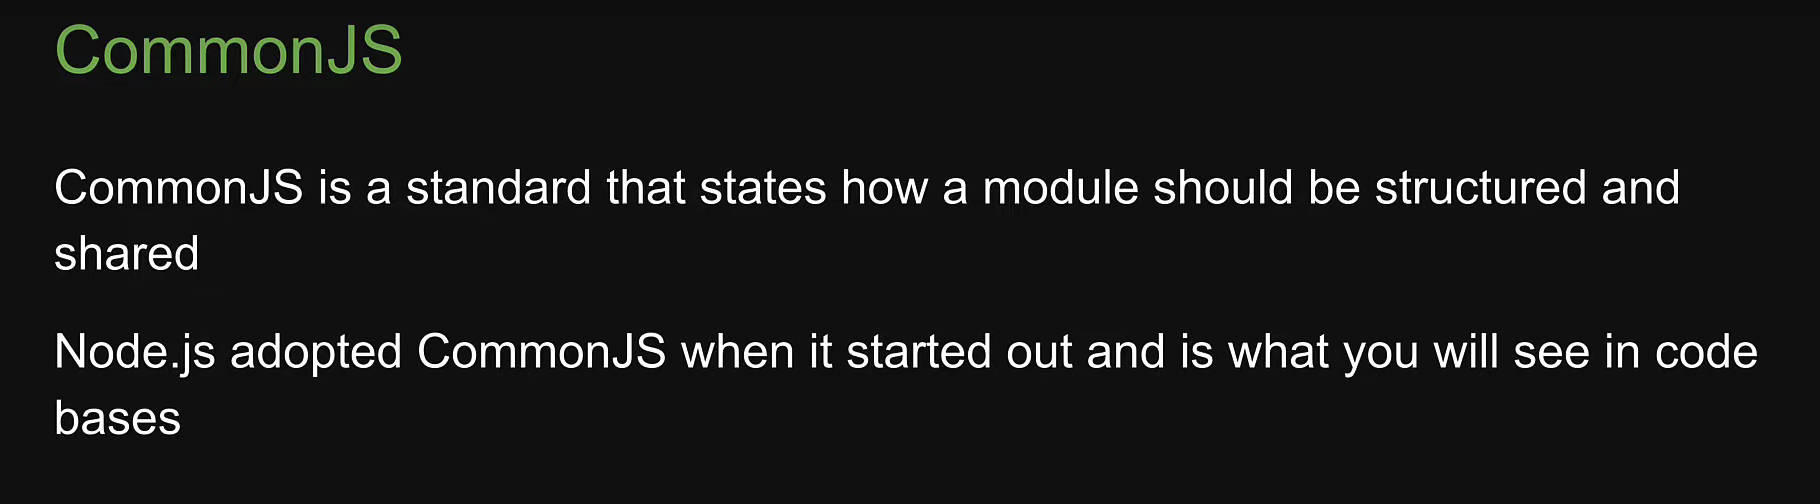 CommonJS
CommonJS is a standard that states how a module should be structured and
shared
Node.js adopted CommonJS when it started out and is what you will see in code
bases